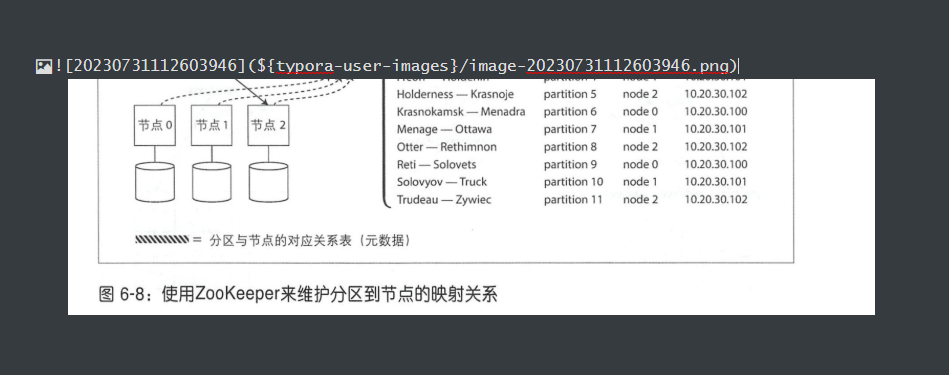 ![20230731112603946](${typora-user-images}/image-20230731112603946.png)
Holderness — Krasnoje partition 5 node 2 10.20.30.102
Krasnokamsk — Menadra partition 6 node 0 10.20.30.100
Menage — Ottawa partition 7 node 1 10.20.30.101
Otter — Rethimnon partition 8 node 2 10.20.30.102
Reti — Solovets partition 9 node 0 10.20.30.100
Solovyov — Truck partition 10 node 1 10.20.30.101
Trudeau — Zywiec partition 11 node 2 10.20.30.102
节点 0 节点 1 节点 2
= 分区与节点的对应关系表（元数据）
图 6-8：使用ZooKeeper来维护分区到节点的映射关系